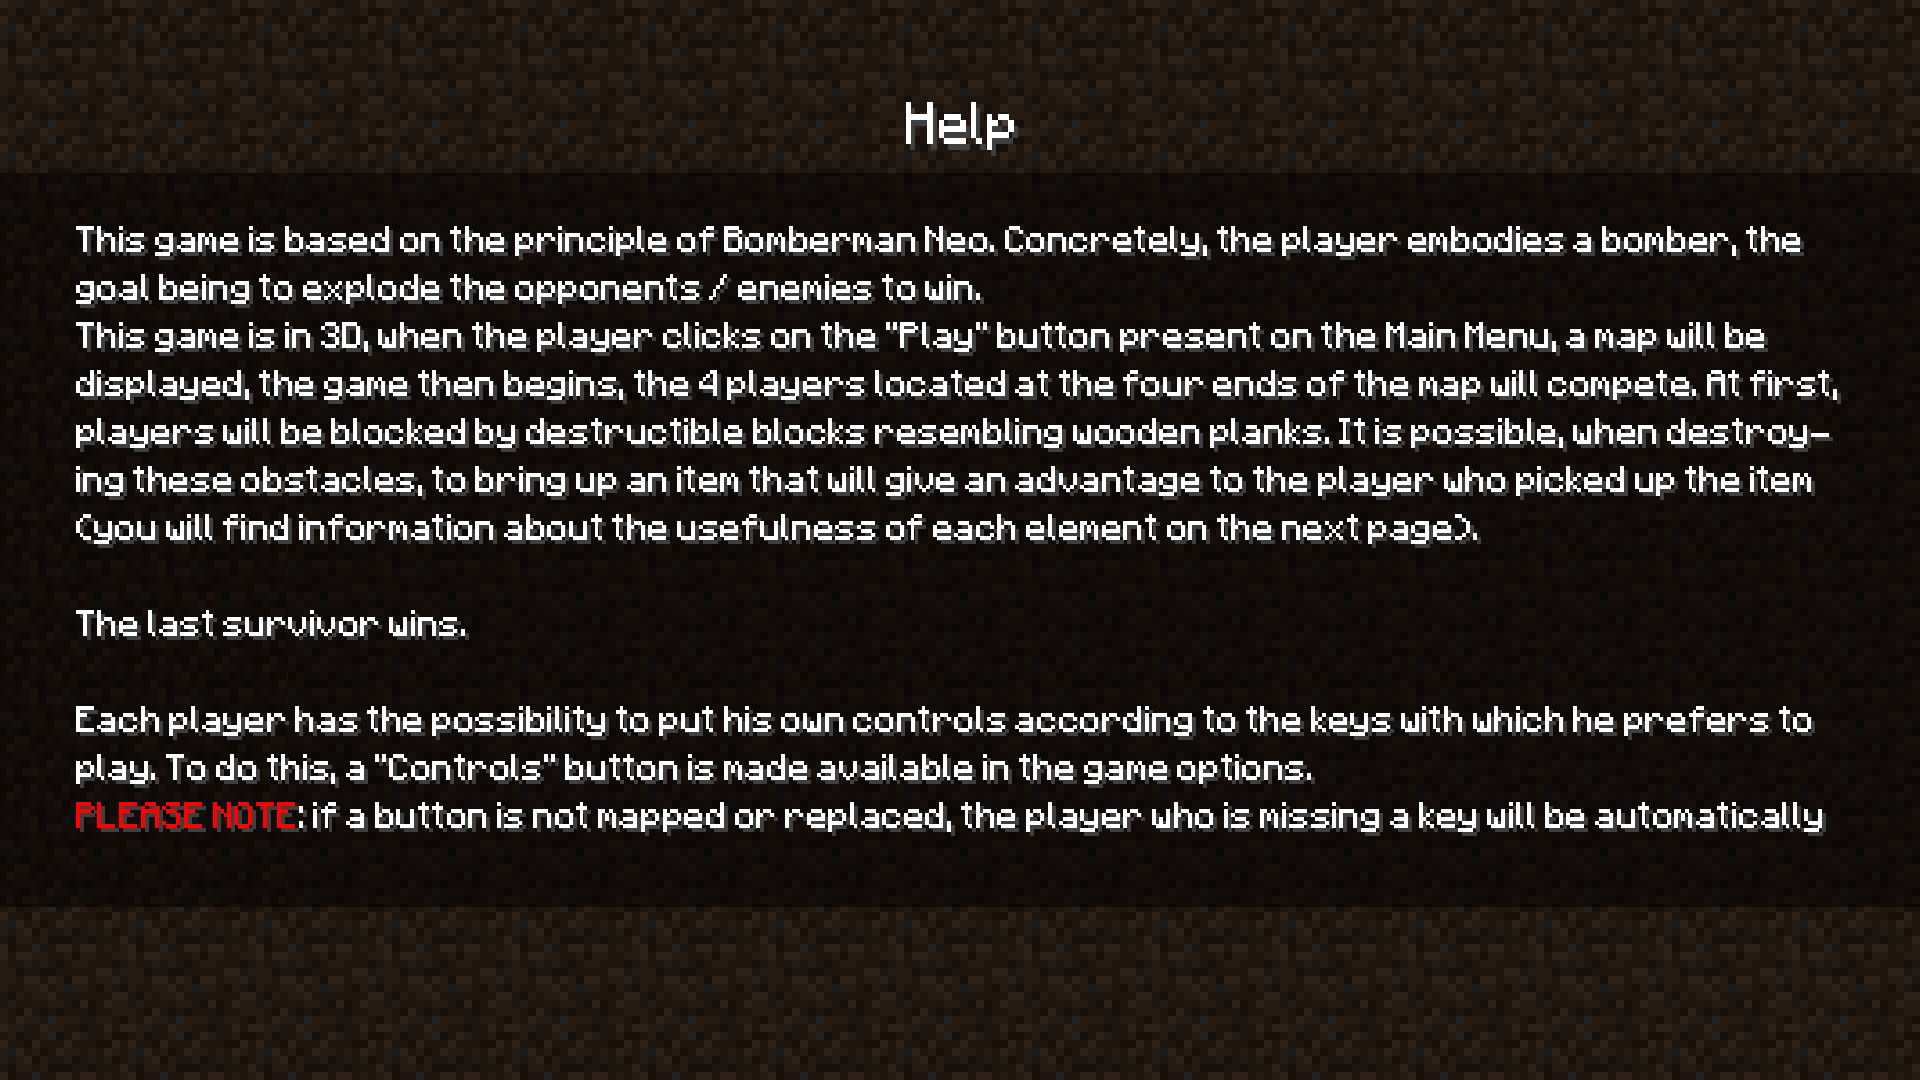 Help
This game is based on the principle of Bomberman Neo. Concretely, the player embodies a bomber, the
goal being to explode the opponents / enemies to win.
This game is in 3D, when the player clicks on the "Play" button present on the Main Menu, a map will be
displayed, the game then begins, the 4 players located at the four ends of the map will compete. At first,
players will be blocked by destructible blocks resembling wooden planks. It is possible, when destroy-
ing these obstacles, to bring up an item that will give an advantage to the player who picked up the item
(you will find information about the usefulness of each element on the next page).
The last survivor wins.
Each player has the possibility to put his own controls according to the keys with which he prefers to
play. To do this, a "Controls" button is made available in the game options.
PLEASE NOTE: if a button is not mapped or replaced, the player who is missing a key will be automatically